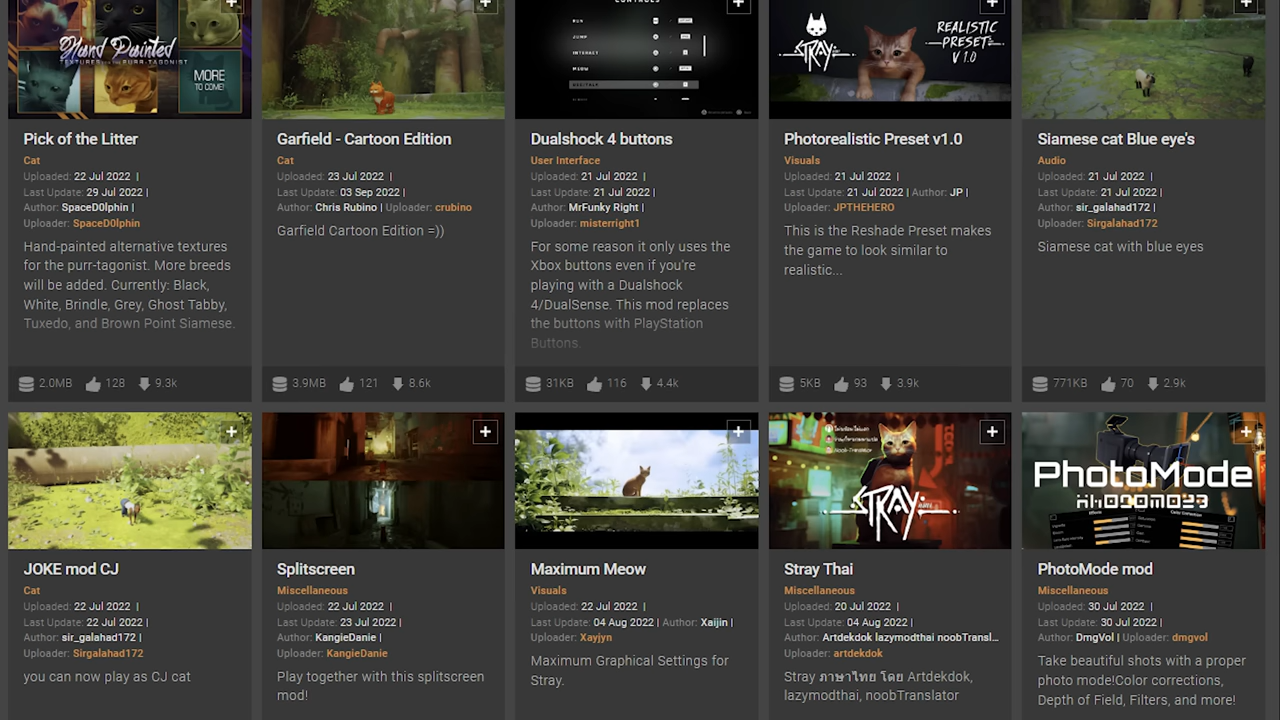 Hand Painted
TEXTURES FOR THE PURR-TAGONIST
MORE
TO COME!
CONTROLS
RUN
JUMP
INTERACT
MEOW
STRAY
REALISTIC
PRESET
V 1.0
Pick of the Litter
Cat
Uploaded: 22 Jul 2022 |
Last Update: 29 Jul 2022 |
Author: SpaceD0lphin |
Uploader: SpaceD0lphin
Hand-painted alternative textures
for the purr-tagonist. More breeds
will be added. Currently: Black,
White, Brindle, Grey, Ghost Tabby,
Tuxedo, and Brown Point Siamese.
2.0MB 128 9.3k
Garfield - Cartoon Edition
Cat
Uploaded: 23 Jul 2022 |
Last Update: 03 Sep 2022 |
Author: Chris Rubino | Uploader: crubino
Garfield Cartoon Edition =))
3.9MB 121 8.6k
Dualshock 4 buttons
User Interface
Uploaded: 21 Jul 2022 |
Last Update: 21 Jul 2022 |
Author: MrFunky Right |
Uploader: misterright1
For some reason it only uses the
Xbox buttons even if you're
playing with a Dualshock
4/DualSense. This mod replaces
the buttons with PlayStation
Buttons.
31KB 116 4.4k
Photorealistic Preset v1.0
Visuals
Uploaded: 21 Jul 2022 |
Last Update: 21 Jul 2022 | Author: JP |
Uploader: JPTHEHERO
This is the Reshade Preset makes
the game to look similar to
realistic...
5KB 93 3.9k
Siamese cat Blue eye's
Audio
Uploaded: 21 Jul 2022 |
Last Update: 21 Jul 2022 |
Author: sir_galahad172 |
Uploader: Sirgalahad172
Siamese cat with blue eyes
771KB 70 2.9k
JOKE mod CJ
Cat
Uploaded: 22 Jul 2022 |
Last Update: 22 Jul 2022 |
Author: sir_galahad172 |
Uploader: Sirgalahad172
you can now play as CJ cat
Splitscreen
Miscellaneous
Uploaded: 22 Jul 2022 |
Last Update: 23 Jul 2022 |
Author: KangieDanie |
Uploader: KangieDanie
Play together with this splitscreen
mod!
Maximum Meow
Visuals
Uploaded: 22 Jul 2022 |
Last Update: 04 Aug 2022 | Author: Xaijin |
Uploader: Xayjyn
Maximum Graphical Settings for
Stray.
STRAY
Stray Thai
Miscellaneous
Uploaded: 20 Jul 2022 |
Last Update: 04 Aug 2022 |
Author: Artdekdok lazymodthai noobTransl...
Uploader: artdekdok
Stray ภาษาไทย โดย Artdekdok,
lazymodthai, noobTranslator
PhotoMode
PhotoMode mod
Miscellaneous
Uploaded: 30 Jul 2022 |
Last Update: 30 Jul 2022 |
Author: DmgVol | Uploader: dmgvol
Take beautiful shots with a proper
photo mode!Color corrections,
Depth of Field, Filters, and more!